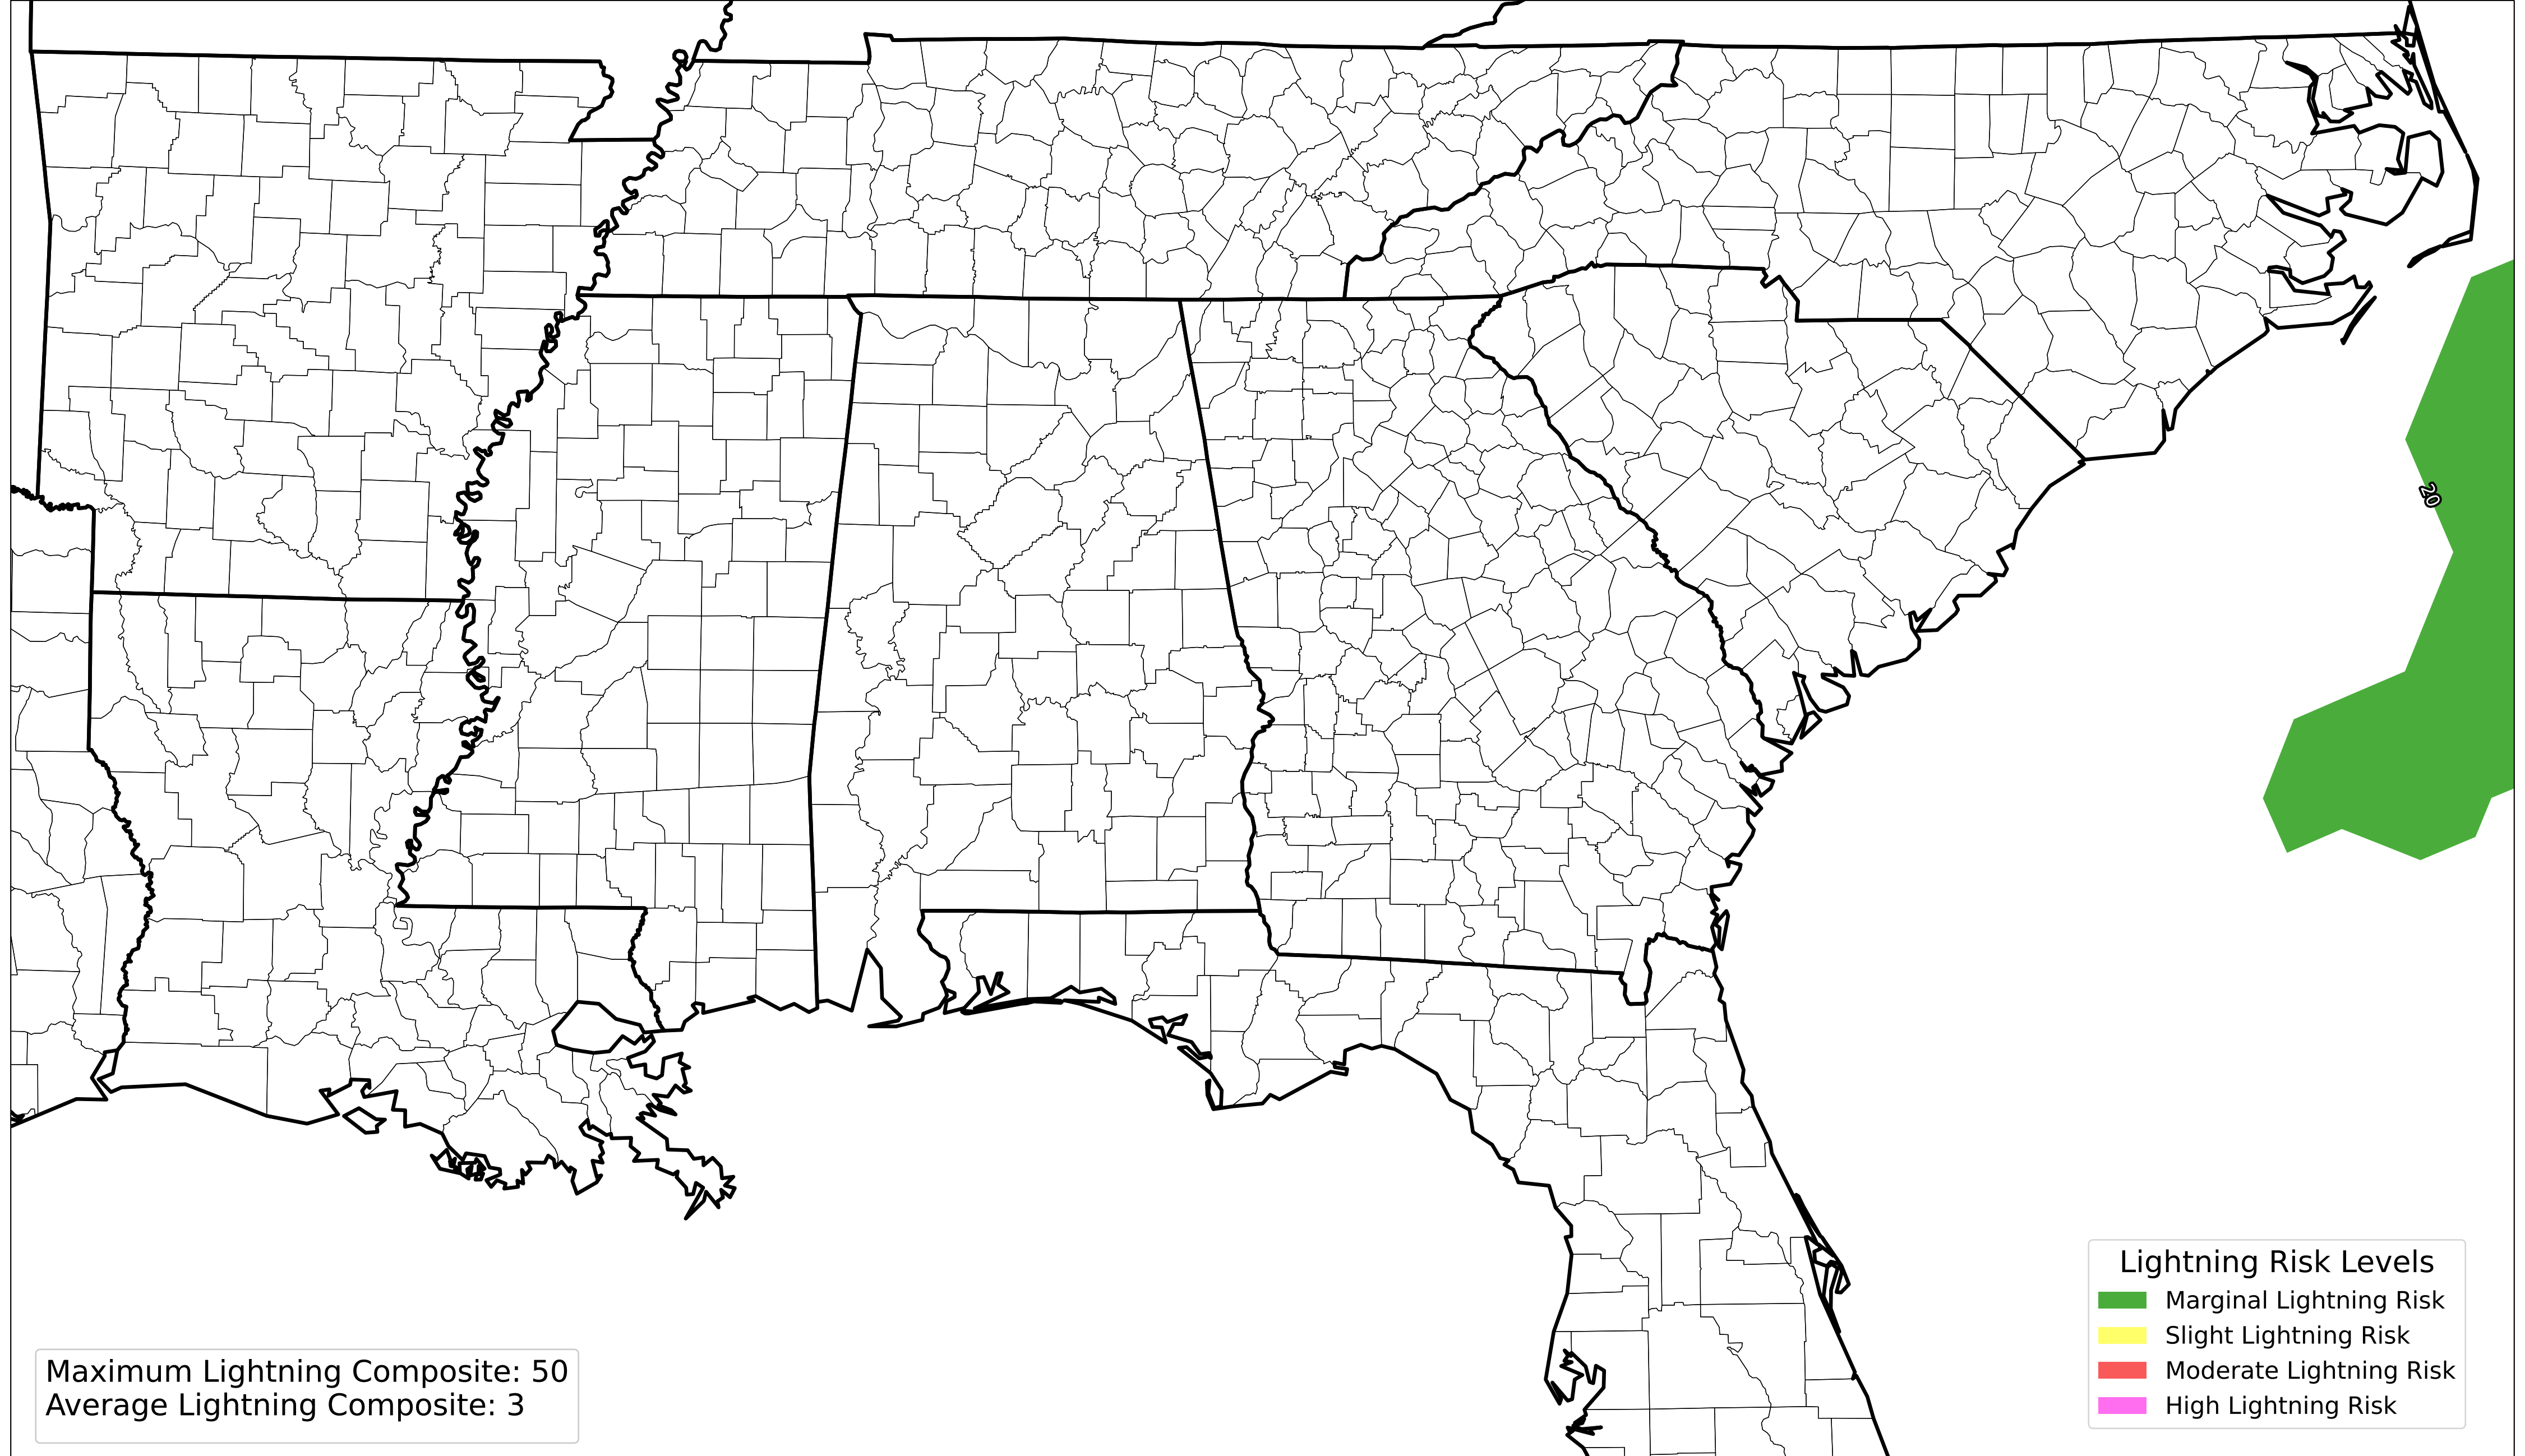 20
Lightning Risk Levels
Marginal Lightning Risk
Slight Lightning Risk
Moderate Lightning Risk
High Lightning Risk
Maximum Lightning Composite: 50
Average Lightning Composite: 3